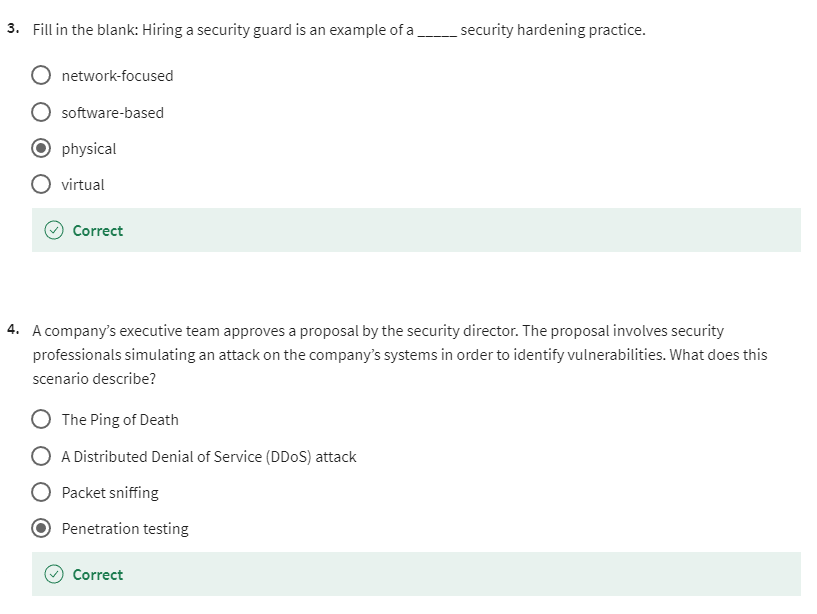 3. Fill in the blank: Hiring a security guard is an example of a _____ security hardening practice.
network-focused
software-based
physical
virtual
Correct
4. A company's executive team approves a proposal by the security director. The proposal involves security
professionals simulating an attack on the company's systems in order to identify vulnerabilities. What does this
scenario describe?
The Ping of Death
A Distributed Denial of Service (DDoS) attack
Packet sniffing
Penetration testing
Correct